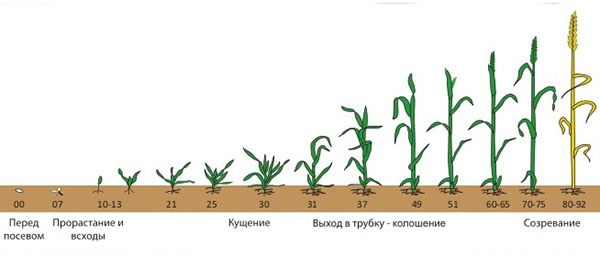 00 07 10-13 21 25 30 31 37 49 51 60-65 70-75 80-92
Перед посевом
Прорастание и всходы
Кущение
Выход в трубку - колошение
Созревание